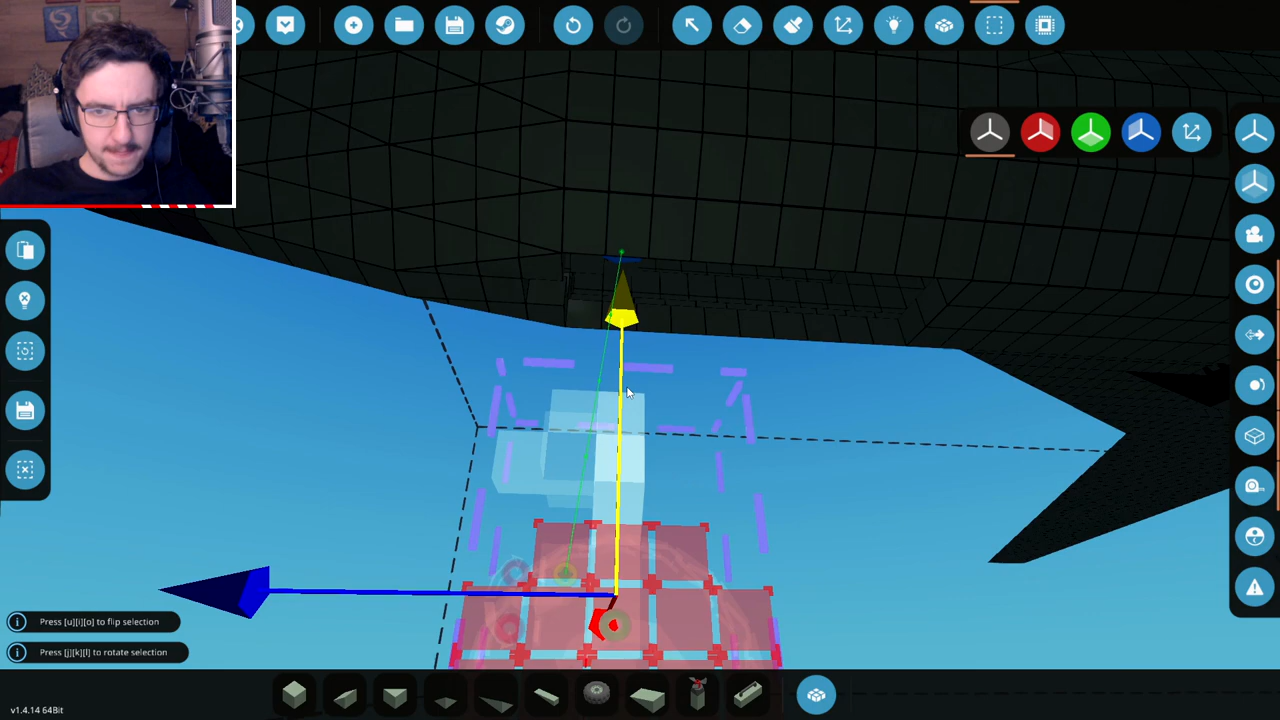 Press [u][i][o] to flip selection
Press [j][k][l] to rotate selection
v1.4.14 64Bit